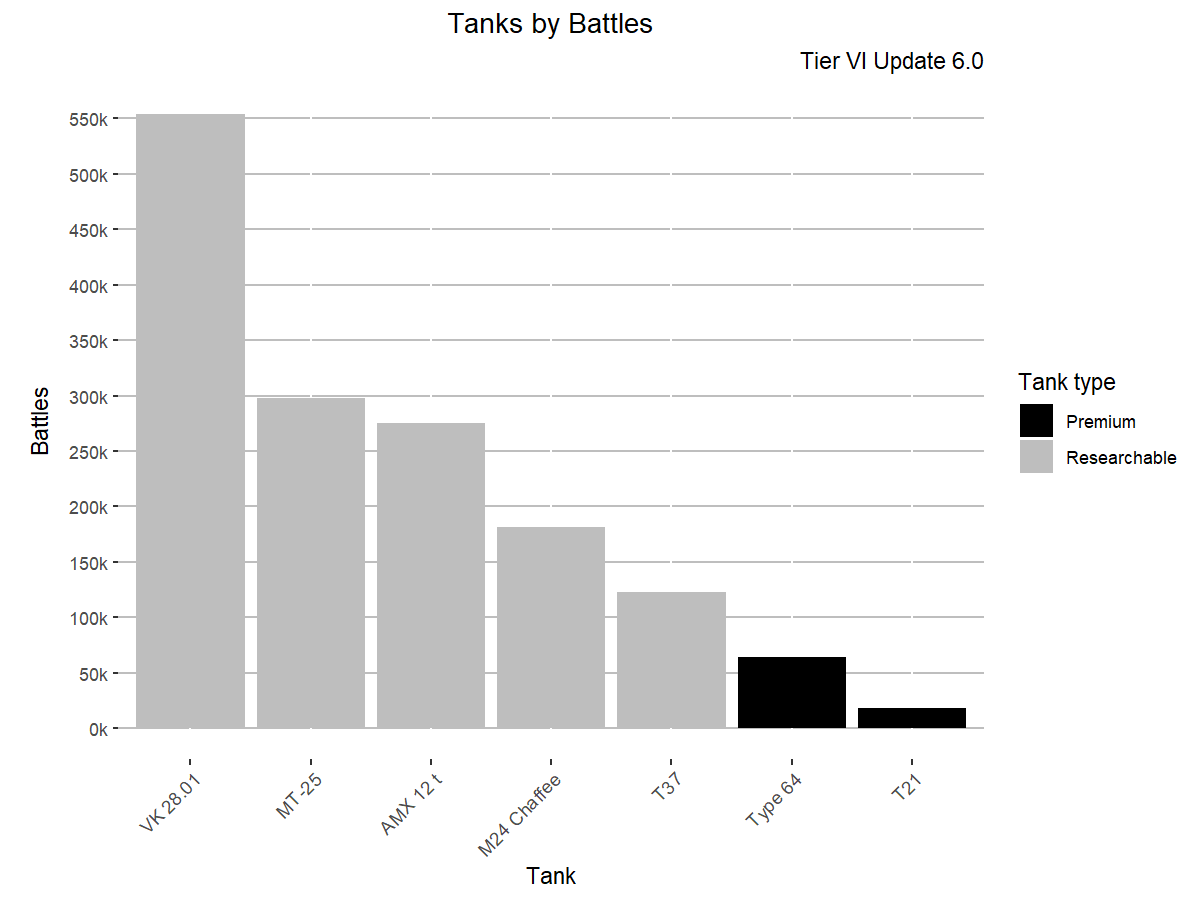 Tanks by Battles
Tier VI Update 6.0
550k
500k
450k
400k
350k
300k
250k
200k
150k
100k
50k
0k
Battles
VK 28.01
MT-25
AMX 12 t
M24 Chaffee
T37
Type 64
T21
Tank
Tank type
Premium
Researchable